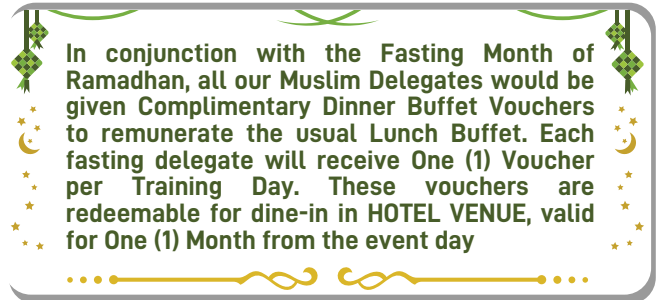 In conjunction with the Fasting Month of
Ramadhan, all our Muslim Delegates would be
given Complimentary Dinner Buffet Vouchers
to remunerate the usual Lunch Buffet. Each
fasting delegate will receive One (1) Voucher
per Training Day. These vouchers are
redeemable for dine-in in HOTEL VENUE, valid
for One (1) Month from the event day